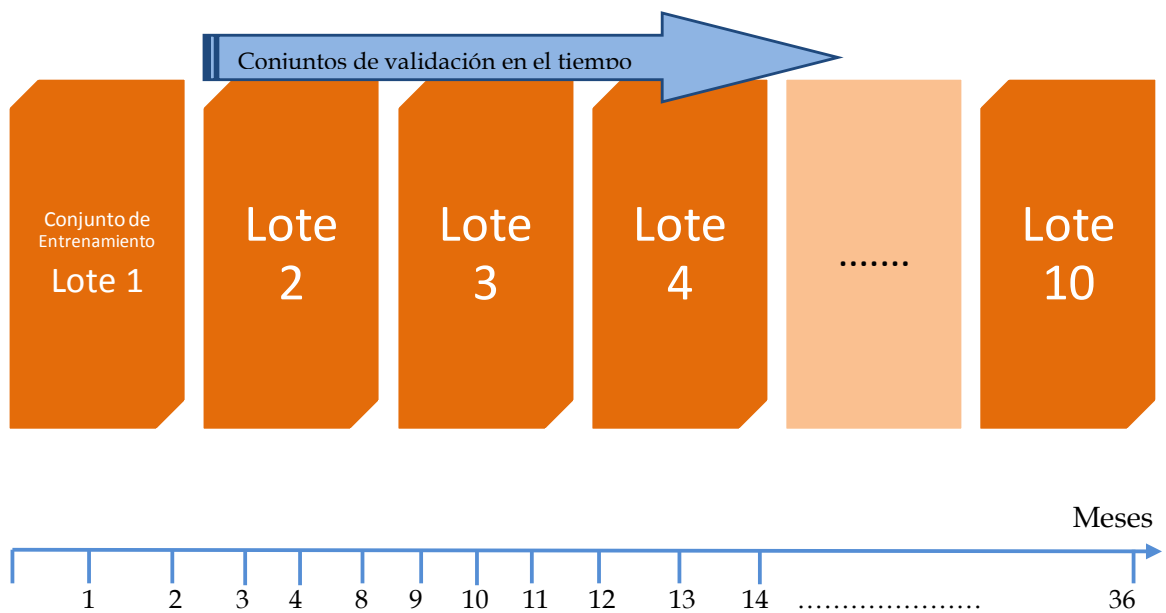 Conjuntos de validación en el tiempo
Conjunto de
Entrenamiento
Lote 1
Lote
2
Lote
3
Lote
4
.......
Lote
10
Meses
1 2 3 4 8 9 10 11 12 13 14 ..................... 36